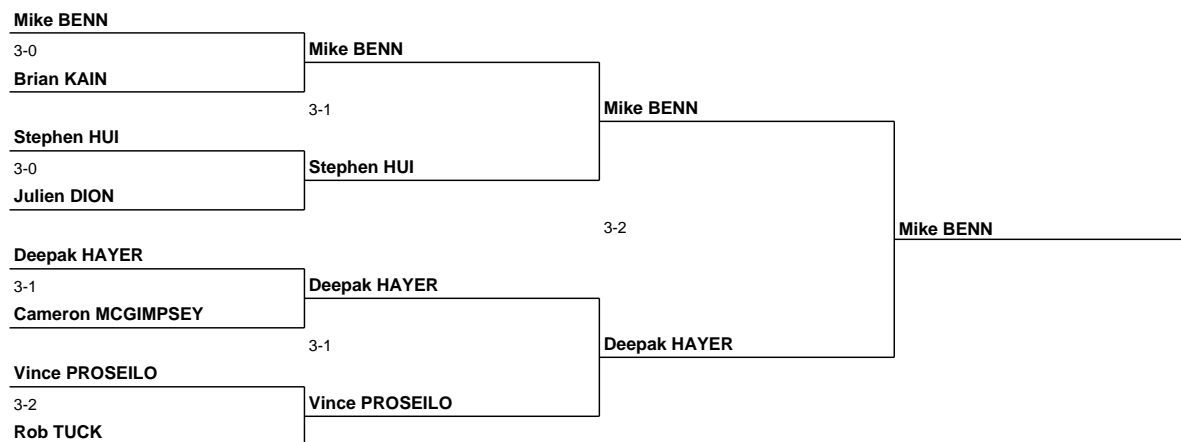 Mike BENN
3-0
Brian KAIN
Mike BENN
3-1
Stephen HUI
3-0
Julien DION
Stephen HUI
Mike BENN
3-2
Mike BENN
Deepak HAYER
3-1
Cameron MCGIMPSEY
Deepak HAYER
3-1
Vince PROSEILO
3-2
Rob TUCK
Vince PROSEILO
Deepak HAYER